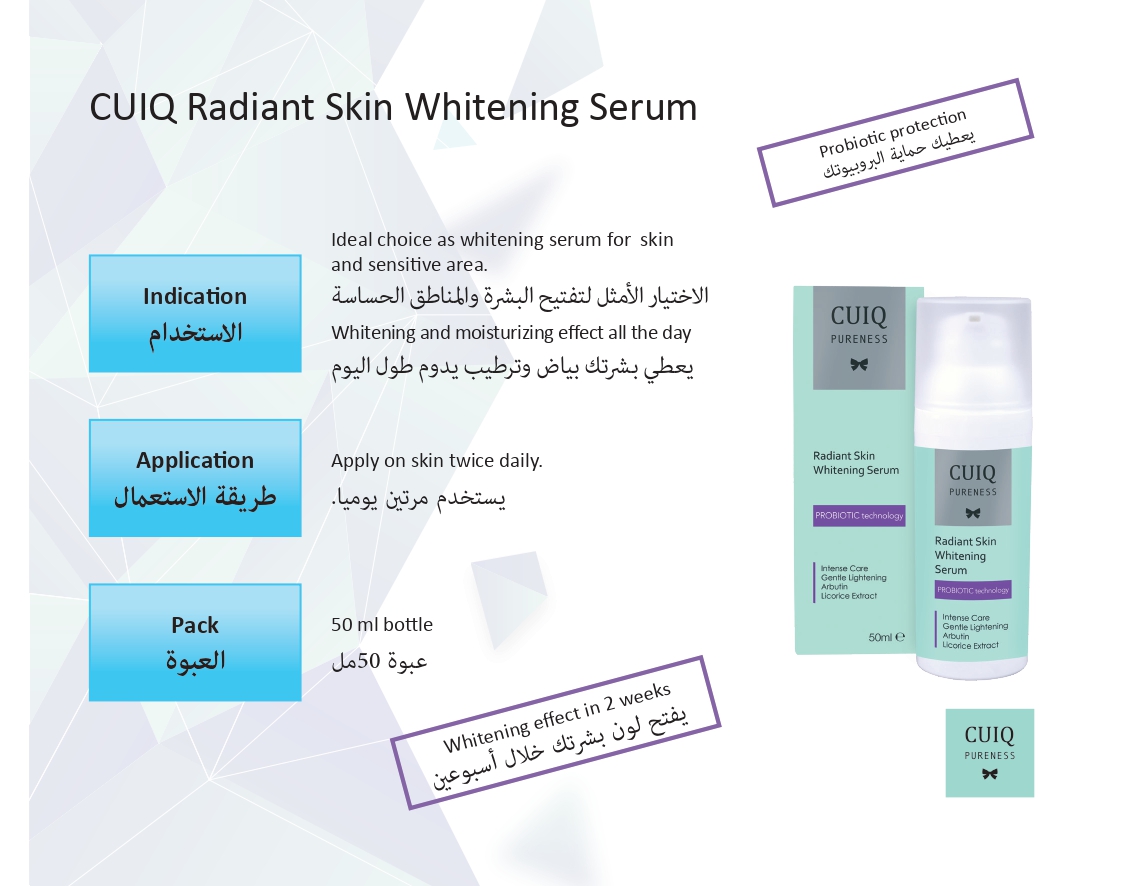 CUIQ Radiant Skin Whitening Serum
Probiotic protection
يعطيك حماية البروبيوتك
Indication
الاستخدام
Ideal choice as whitening serum for skin
and sensitive area.
الاختيار الأمثل لتفتيح البشرة والمناطق الحساسة
Whitening and moisturizing effect all the day
يعطي بشرتك بياض وترطيب يدوم طول اليوم
Application
طريقة الاستعمال
Apply on skin twice daily.
يستخدم مرتين يوميا.
Pack
العبوة
50 ml bottle
عبوة 50مل
Whitening effect in 2 weeks
يفتح لون بشرتك خلال أسبوعين
CUIQ
PURENESS
Radiant Skin
Whitening Serum
PROBIOTIC technology
Intense Care
Gentle Lightening
Arbutin
Licorice Extract
50ml ℮
CUIQ
PURENESS
Radiant Skin
Whitening
Serum
PROBIOTIC technology
Intense Care
Gentle Lightening
Arbutin
Licorice Extract
CUIQ
PURENESS